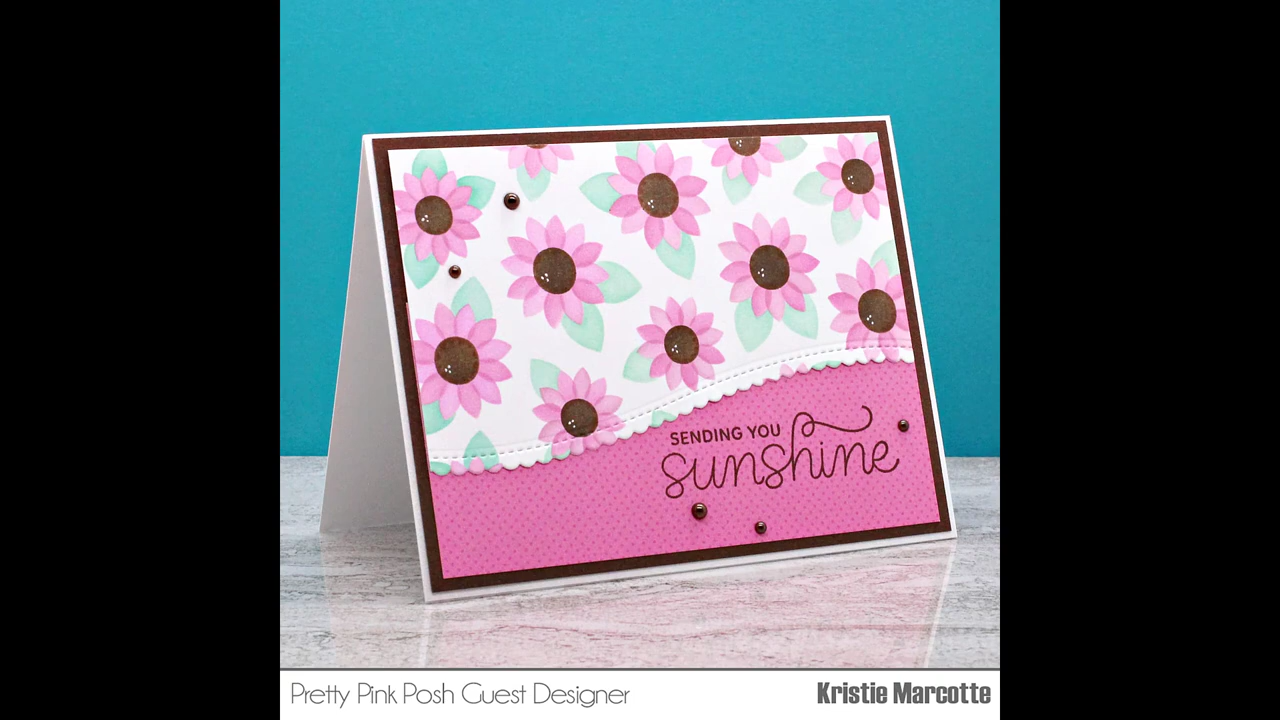 SENDING YOU
sunshine
Pretty Pink Posh Guest Designer
Kristie Marcotte